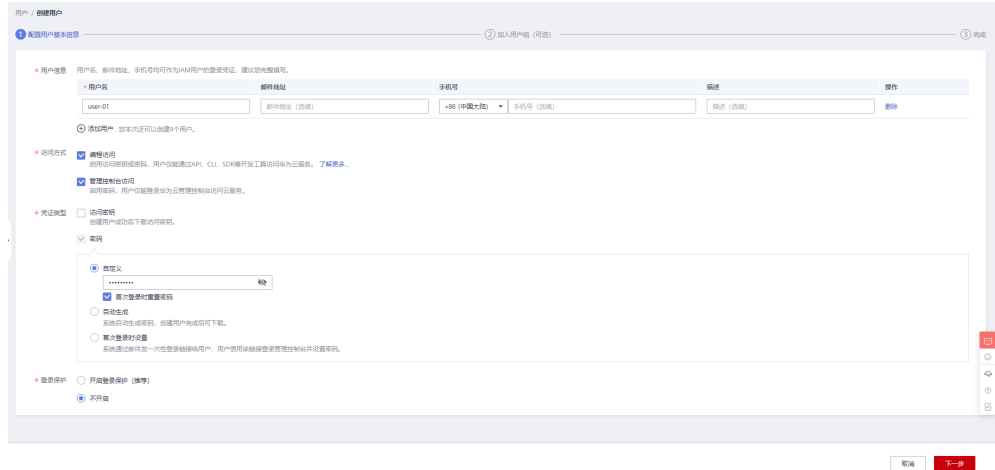 用户 / 创建用户
1 配置用户基本信息
2 加入用户组（可选）
3 完成
* 用户信息 用户名、邮件地址、手机号均可作为IAM用户的登录凭证，建议您完整填写。
* 用户名 邮件地址 手机号 描述 操作
user-01 邮件地址（选填） +86 (中国大陆) 手机号（选填） 描述（选填） 删除
添加用户 您本次还可以创建9个用户。
* 访问方式 编程访问
启用访问密钥或密码，用户仅能通过API、CLI、SDK等开发工具访问华为云服务。 了解更多...
管理控制台访问
启用密码，用户仅能登录华为云管理控制台访问云服务。
* 凭证类型 访问密钥
创建用户成功后下载访问密钥。
密码
自定义
•••••••••
首次登录时重置密码
自动生成
系统自动生成密码，创建用户完成后可下载。
首次登录时设置
系统通过邮件发一次性登录链接给用户，用户使用该链接登录管理控制台并设置密码。
* 登录保护 开启登录保护（推荐）
不开启
取消 下一步